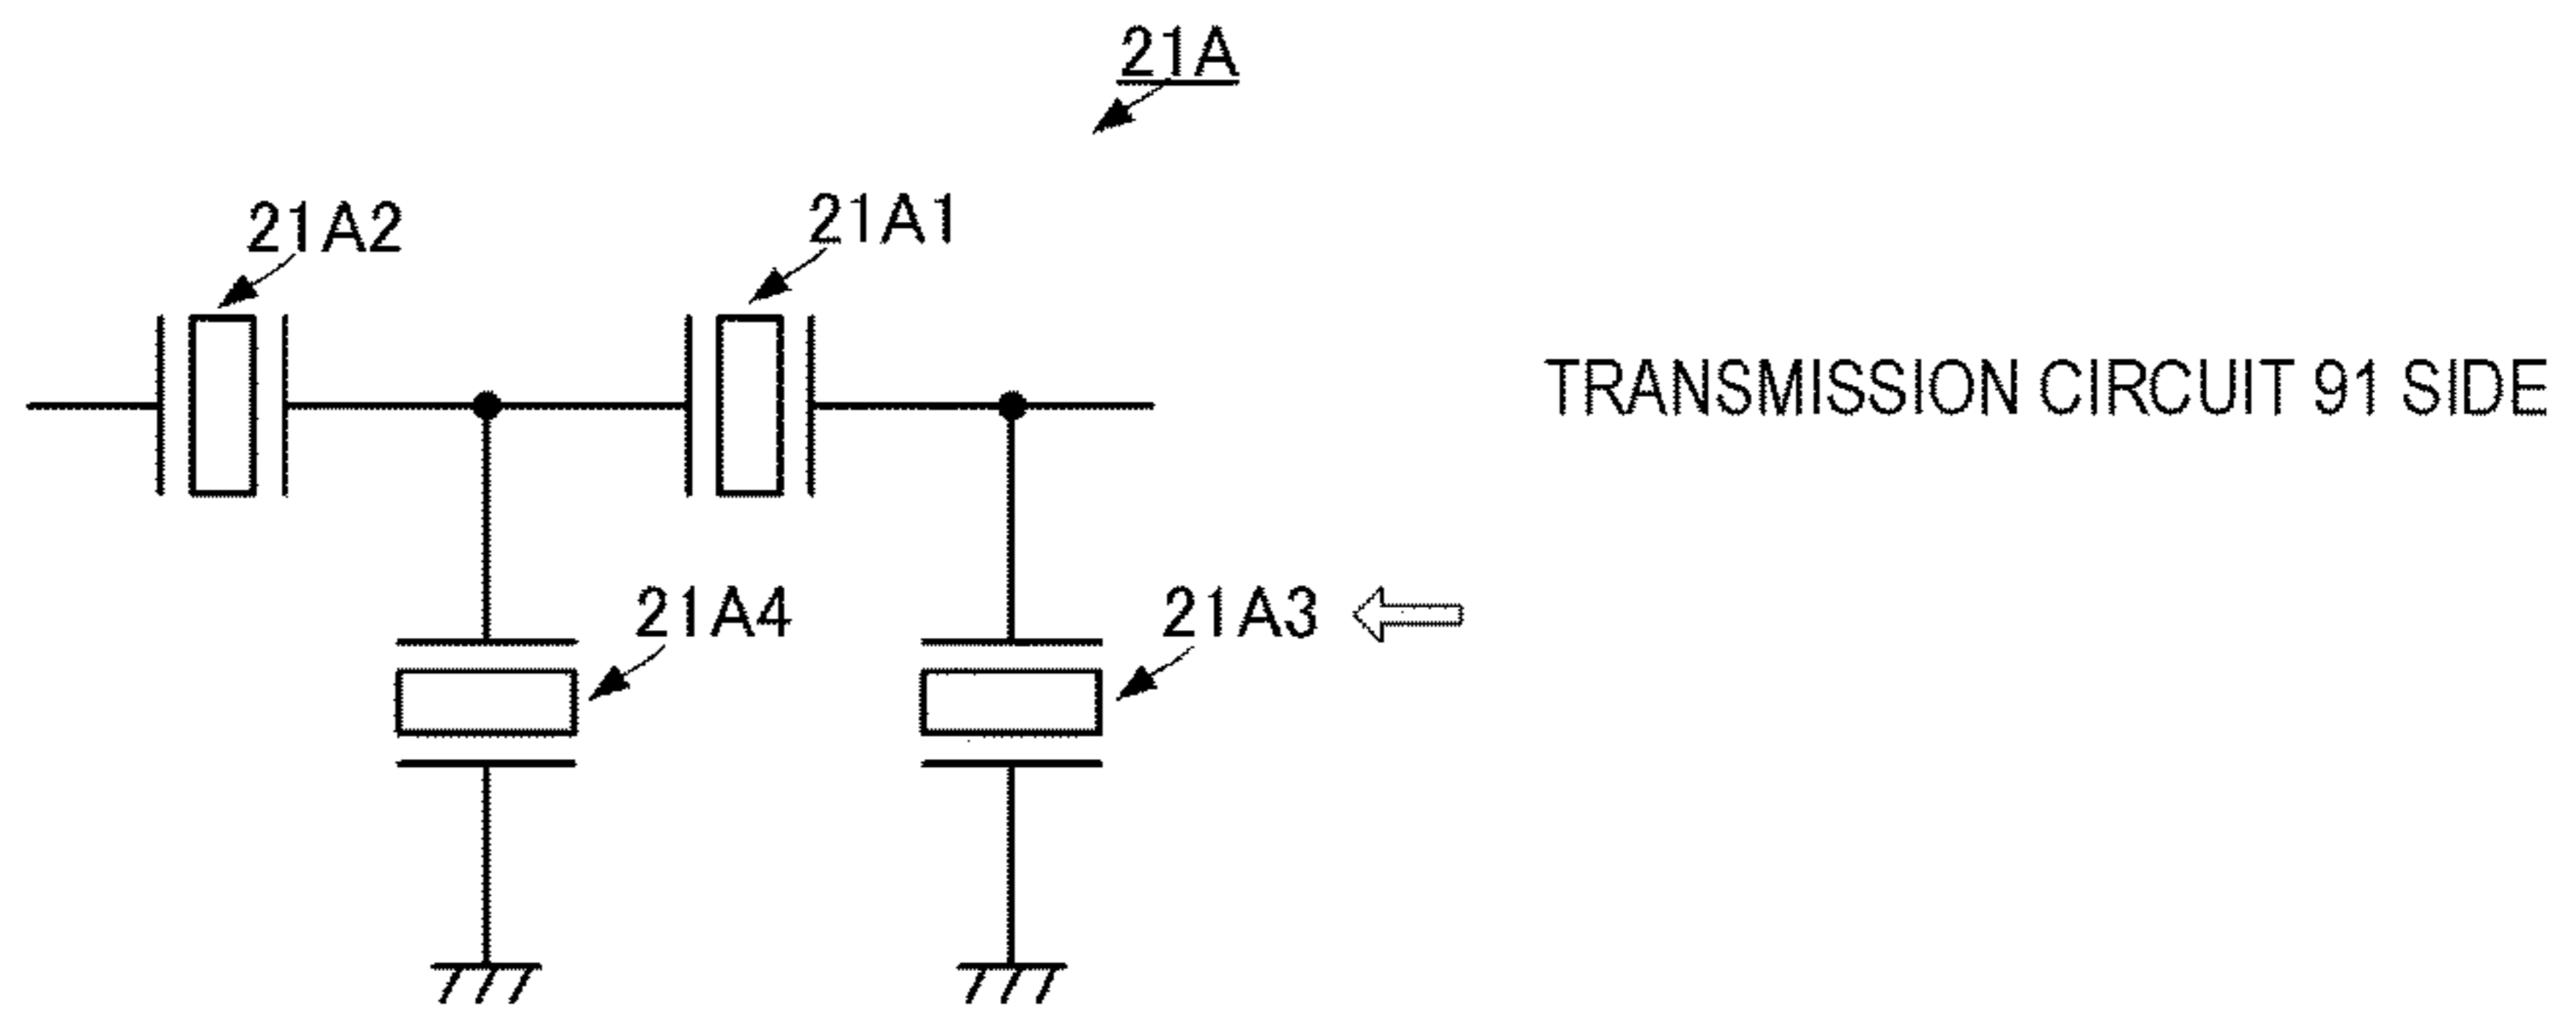 21A
21A2
21A1
TRANSMISSION CIRCUIT 91 SIDE
21A4
21A3